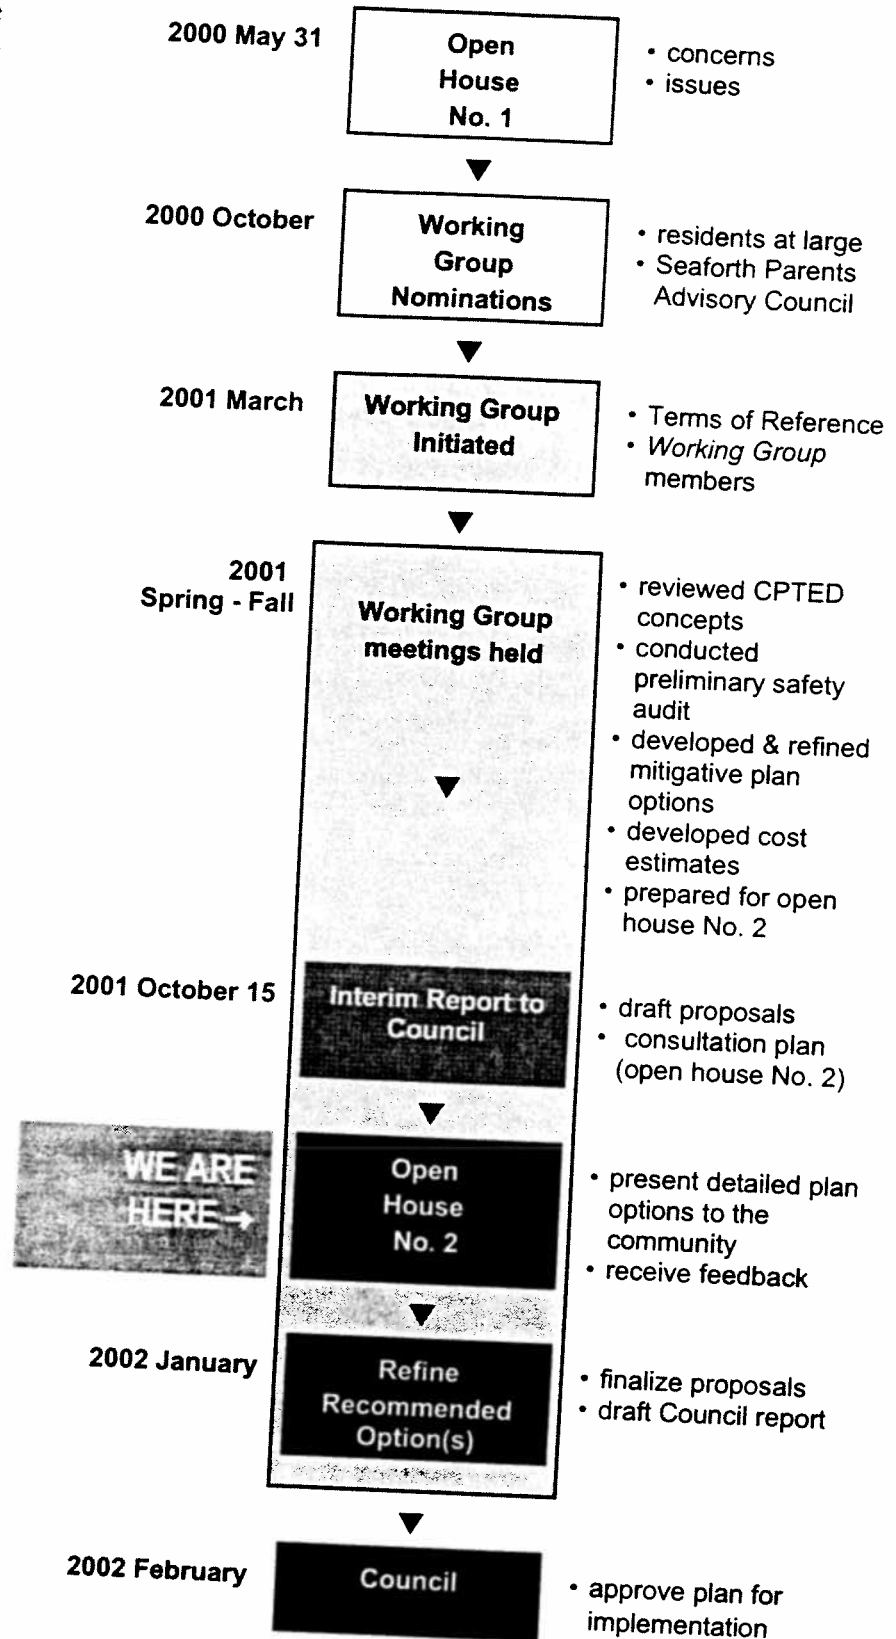 2000 May 31
Open
House
No. 1
• concerns
• issues
2000 October
Working
Group
Nominations
• residents at large
• Seaforth Parents
Advisory Council
2001 March
Working Group
Initiated
• Terms of Reference
• Working Group
members
2001
Spring - Fall
Working Group
meetings held
• reviewed CPTED
concepts
• conducted
preliminary safety
audit
• developed & refined
mitigative plan
options
• developed cost
estimates
• prepared for open
house No. 2
2001 October 15
Interim Report to
Council
• draft proposals
• consultation plan
(open house No. 2)
WE ARE
HERE→
Open
House
No. 2
• present detailed plan
options to the
community
• receive feedback
2002 January
Refine
Recommended
Option(s)
• finalize proposals
• draft Council report
2002 February
Council
• approve plan for
implementation